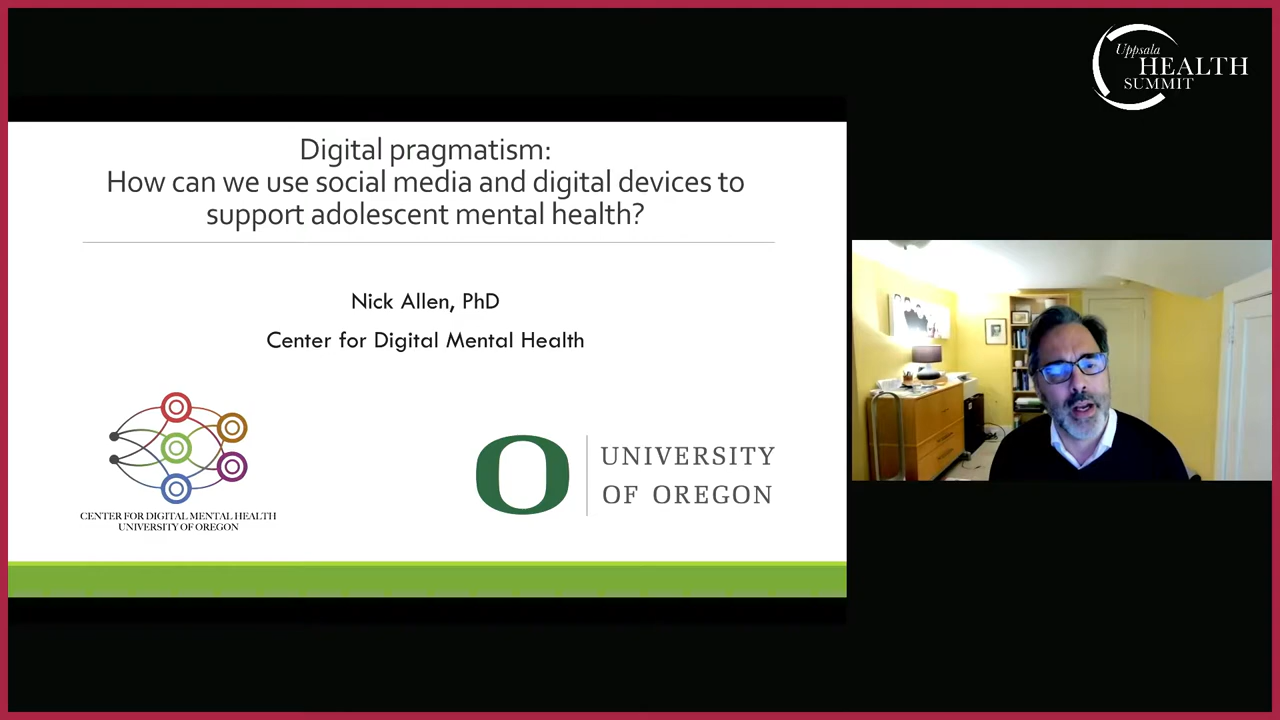 Uppsala
HEALTH
SUMMIT
Digital pragmatism:
How can we use social media and digital devices to
support adolescent mental health?
Nick Allen, PhD
Center for Digital Mental Health
CENTER FOR DIGITAL MENTAL HEALTH
UNIVERSITY OF OREGON
O
UNIVERSITY
OF OREGON